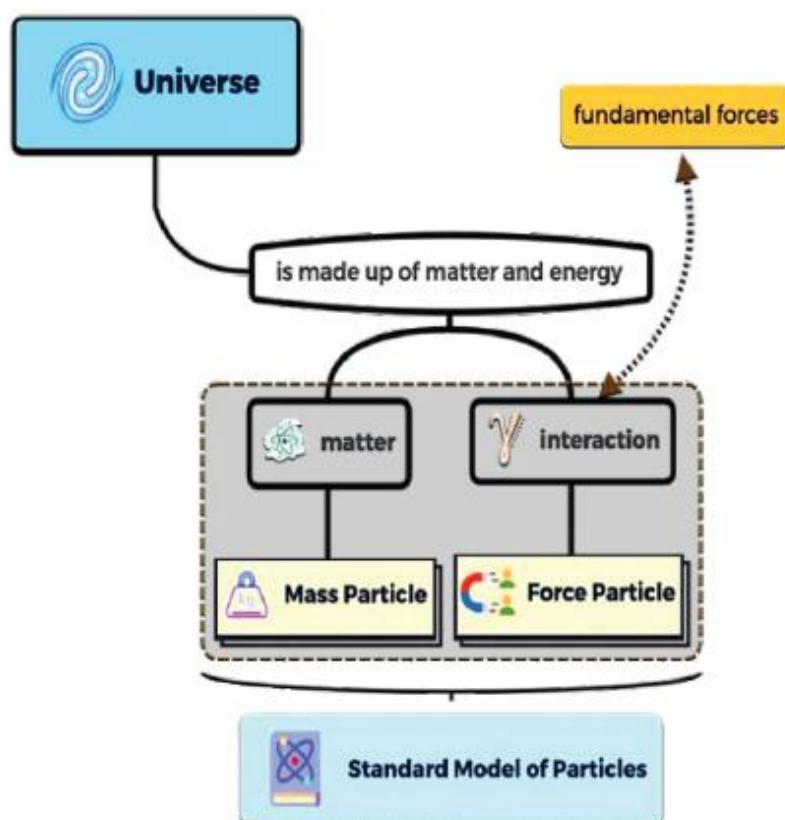 Universe
fundamental forces
is made up of matter and energy
matter
interaction
kg
Mass Particle
Force Particle
Standard Model of Particles